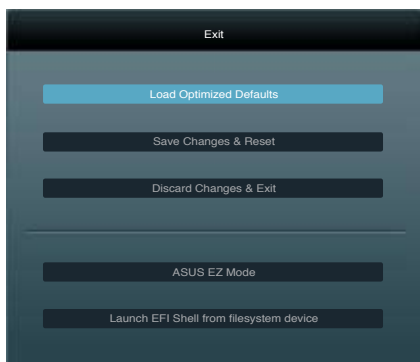 Exit
Load Optimized Defaults
Save Changes & Reset
Discard Changes & Exit
ASUS EZ Mode
Launch EFI Shell from filesystem device